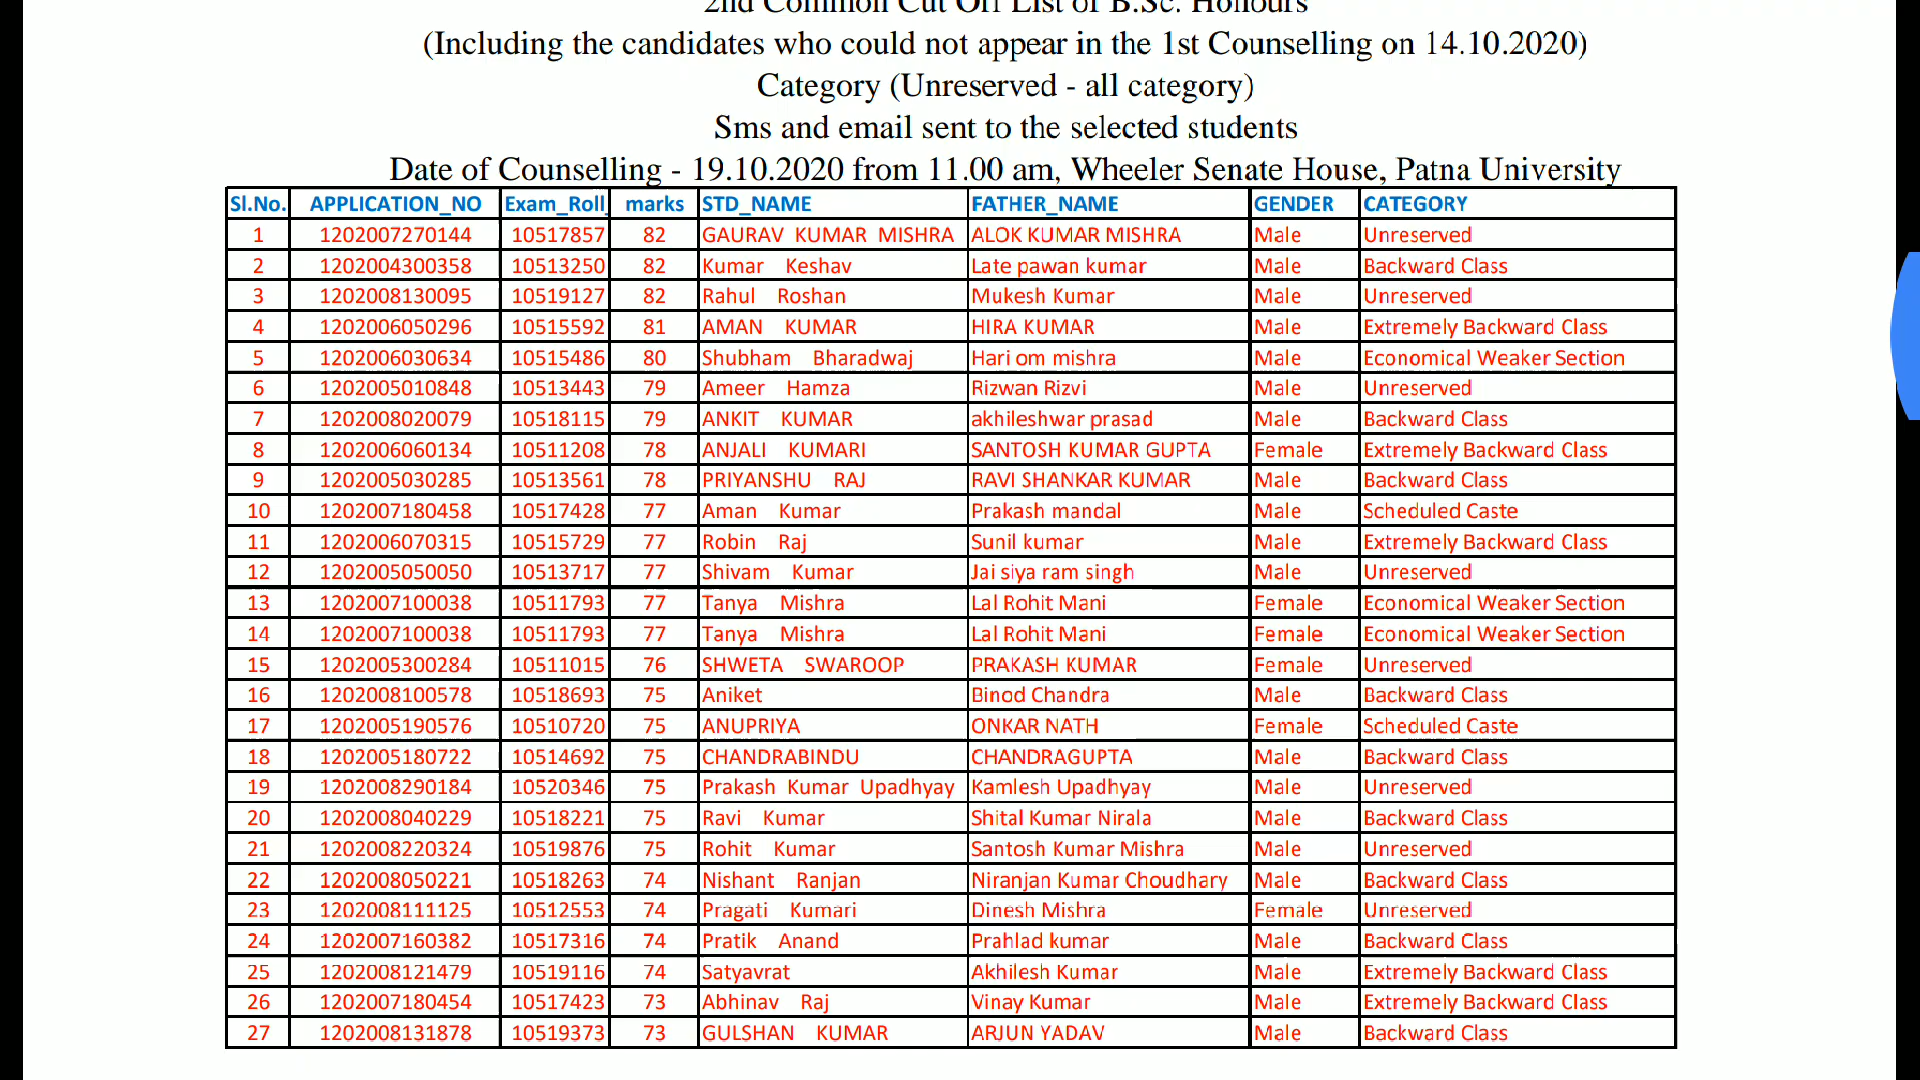 2nd Common Cut Off List of B.Sc. Honours
(Including the candidates who could not appear in the 1st Counselling on 14.10.2020)
Category (Unreserved - all category)
Sms and email sent to the selected students
Date of Counselling - 19.10.2020 from 11.00 am, Wheeler Senate House, Patna University
Sl.No. APPLICATION_NO Exam_Roll_ marks STD_NAME FATHER_NAME GENDER CATEGORY
1 1202007270144 10517857 82 GAURAV KUMAR MISHRA ALOK KUMAR MISHRA Male Unreserved
2 1202004300358 10513250 82 Kumar Keshav Late pawan kumar Male Backward Class
3 1202008130095 10519127 82 Rahul Roshan Mukesh Kumar Male Unreserved
4 1202006050296 10515592 81 AMAN KUMAR HIRA KUMAR Male Extremely Backward Class
5 1202006030634 10515486 80 Shubham Bharadwaj Hari om mishra Male Economical Weaker Section
6 1202005010848 10513443 79 Ameer Hamza Rizwan Rizvi Male Unreserved
7 1202008020079 10518115 79 ANKIT KUMAR akhileshwar prasad Male Backward Class
8 1202006060134 10511208 78 ANJALI KUMARI SANTOSH KUMAR GUPTA Female Extremely Backward Class
9 1202005030285 10513561 78 PRIYANSHU RAJ RAVI SHANKAR KUMAR Male Backward Class
10 1202007180458 10517428 77 Aman Kumar Prakash mandal Male Scheduled Caste
11 1202006070315 10515729 77 Robin Raj Sunil kumar Male Extremely Backward Class
12 1202005050050 10513717 77 Shivam Kumar Jai siya ram singh Male Unreserved
13 1202007100038 10511793 77 Tanya Mishra Lal Rohit Mani Female Economical Weaker Section
14 1202007100038 10511793 77 Tanya Mishra Lal Rohit Mani Female Economical Weaker Section
15 1202005300284 10511015 76 SHWETA SWAROOP PRAKASH KUMAR Female Unreserved
16 1202008100578 10518693 75 Aniket Binod Chandra Male Backward Class
17 1202005190576 10510720 75 ANUPRIYA ONKAR NATH Female Scheduled Caste
18 1202005180722 10514692 75 CHANDRABINDU CHANDRAGUPTA Male Backward Class
19 1202008290184 10520346 75 Prakash Kumar Upadhyay Kamlesh Upadhyay Male Unreserved
20 1202008040229 10518221 75 Ravi Kumar Shital Kumar Nirala Male Backward Class
21 1202008220324 10519876 75 Rohit Kumar Santosh Kumar Mishra Male Unreserved
22 1202008050221 10518263 74 Nishant Ranjan Niranjan Kumar Choudhary Male Backward Class
23 1202008111125 10512553 74 Pragati Kumari Dinesh Mishra Female Unreserved
24 1202007160382 10517316 74 Pratik Anand Prahlad kumar Male Backward Class
25 1202008121479 10519116 74 Satyavrat Akhilesh Kumar Male Extremely Backward Class
26 1202007180454 10517423 73 Abhinav Raj Vinay Kumar Male Extremely Backward Class
27 1202008131878 10519373 73 GULSHAN KUMAR ARJUN YADAV Male Backward Class